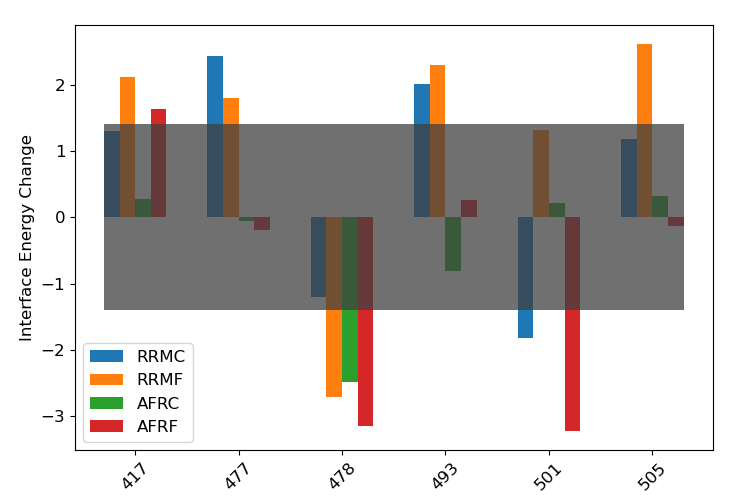 Interface Energy Change
2
1
0
−1
−2
−3
RRMC
RRMF
AFRC
AFRF
417
477
478
493
501
505